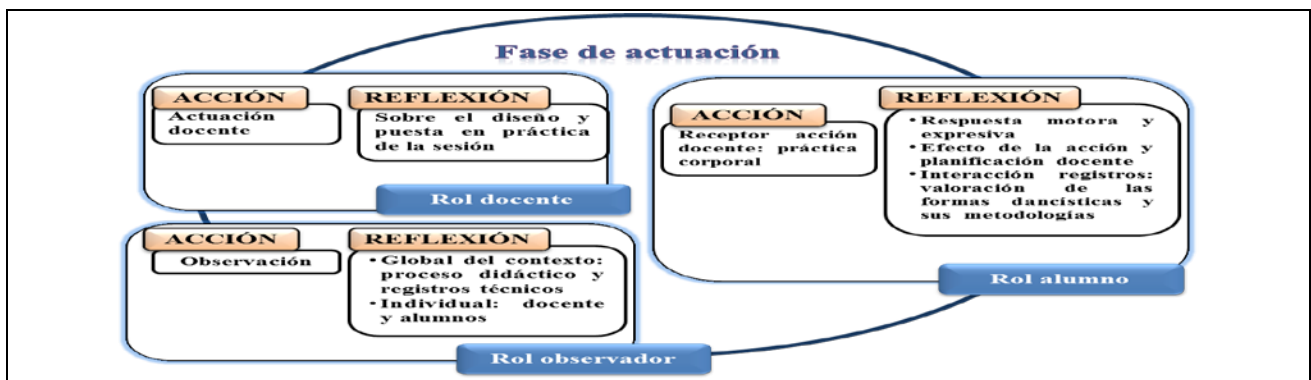 Fase de actuación
ACCIÓN
Actuación
docente
REFLEXIÓN
Sobre el diseño y
puesta en práctica
de la sesión
Rol docente
ACCIÓN
Observación
REFLEXIÓN
•Global del contexto:
proceso didáctico y
registros técnicos
•Individual: docente
y alumnos
Rol observador
ACCIÓN
Receptor acción
docente: práctica
corporal
REFLEXIÓN
•Respuesta motora y
expresiva
•Efecto de la acción y
planificación docente
•Interacción registros:
valoración de las
formas dancísticas y
sus metodologías
Rol alumno